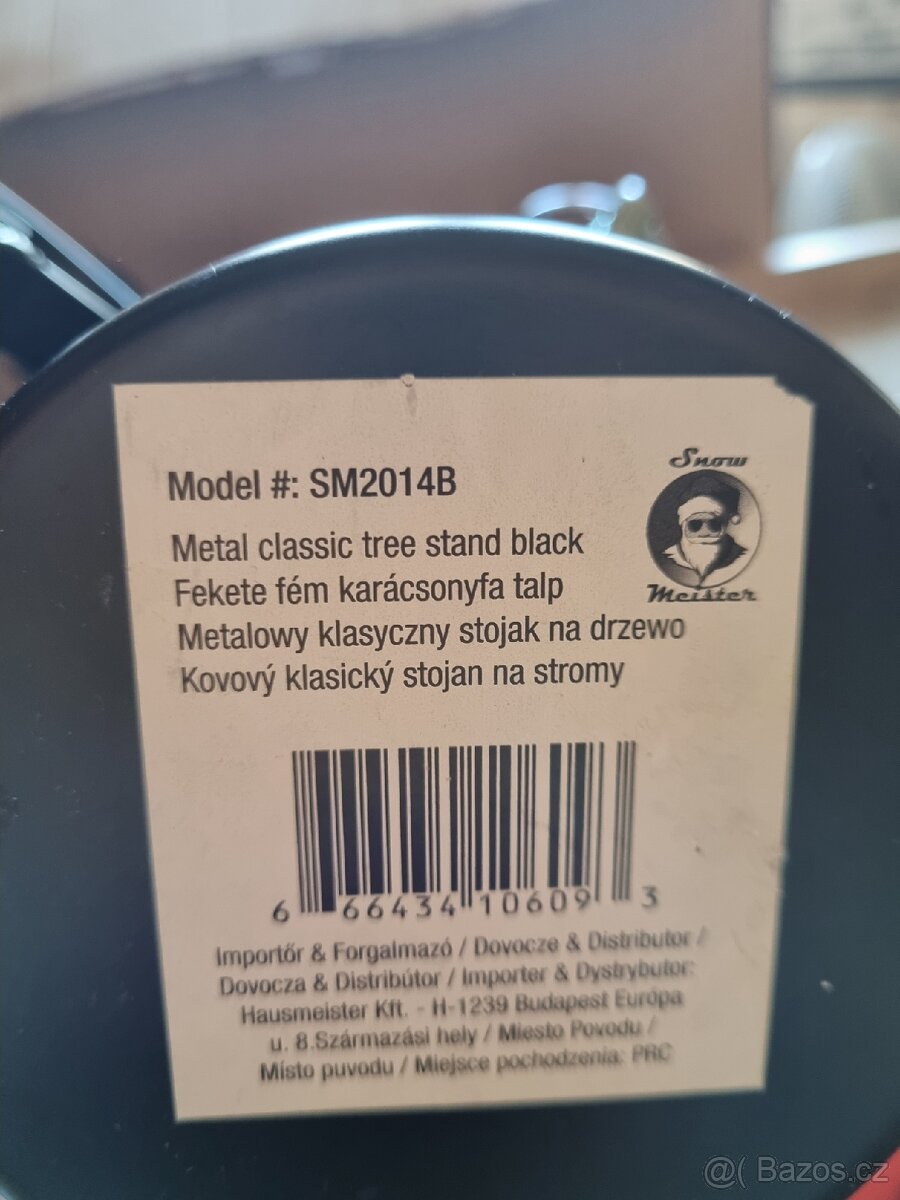 Model #: SM2014B
Snow
Meister
Metal classic tree stand black
Fekete fém karácsonyfa talp
Metalowy klasyczny stojak na drzewo
Kovový klasický stojan na stromy
6 66434 10609 3
Importőr & Forgalmazó / Dovocze & Distributor /
Dovozca & Distribútor / Importer & Dystrybutor:
Hausmeister Kft. - H-1239 Budapest Európa
u. 8.Származási hely / Miesto Povodu /
Místo puvodu / Miejsce pochodzenia: PRC
@( Bazos.cz